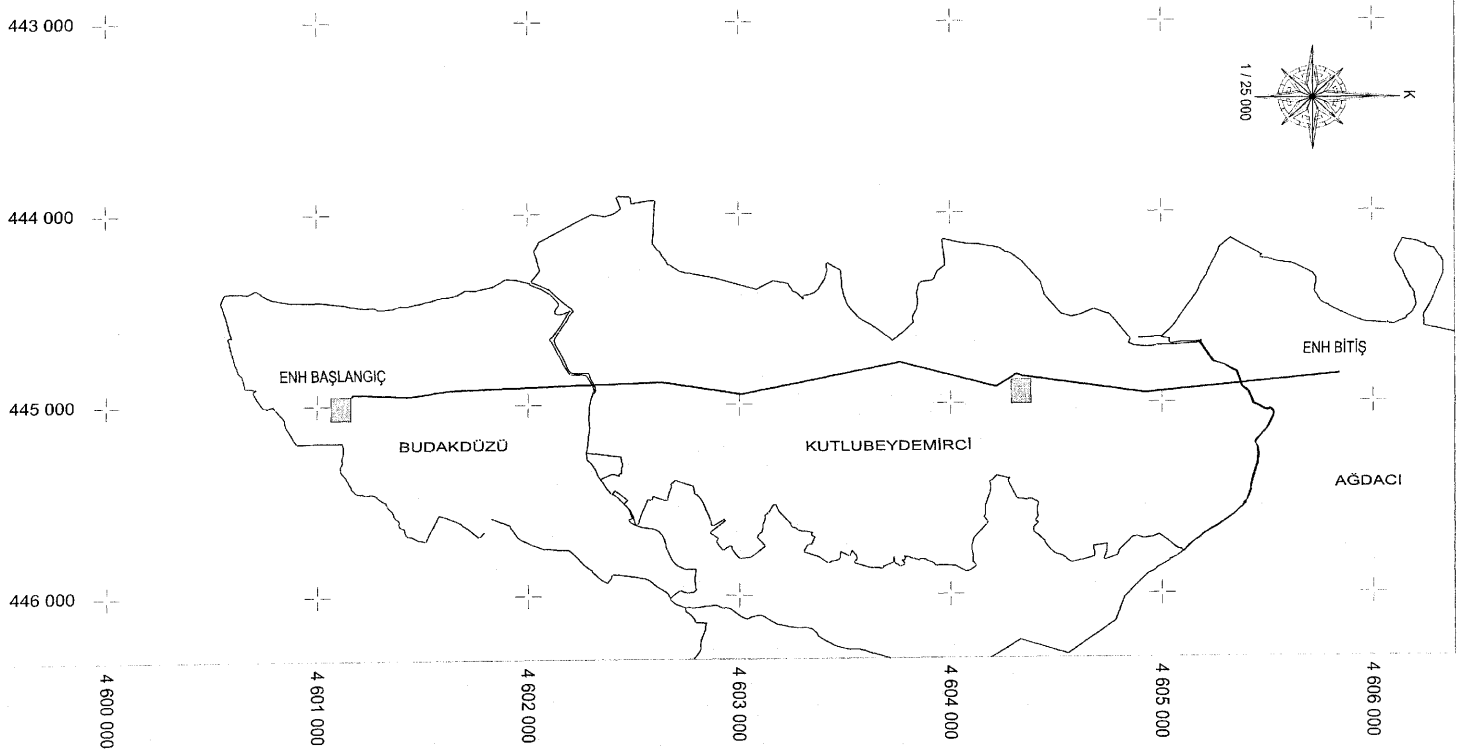 443 000
1 / 25 000
K
444 000
ENH BİTİŞ
ENH BAŞLANGIÇ
445 000
BUDAKDÜZÜ
KUTLUBEYDEMİRCİ
AĞDACI
446 000
4 600 000
4 601 000
4 602 000
4 603 000
4 604 000
4 605 000
4 606 000